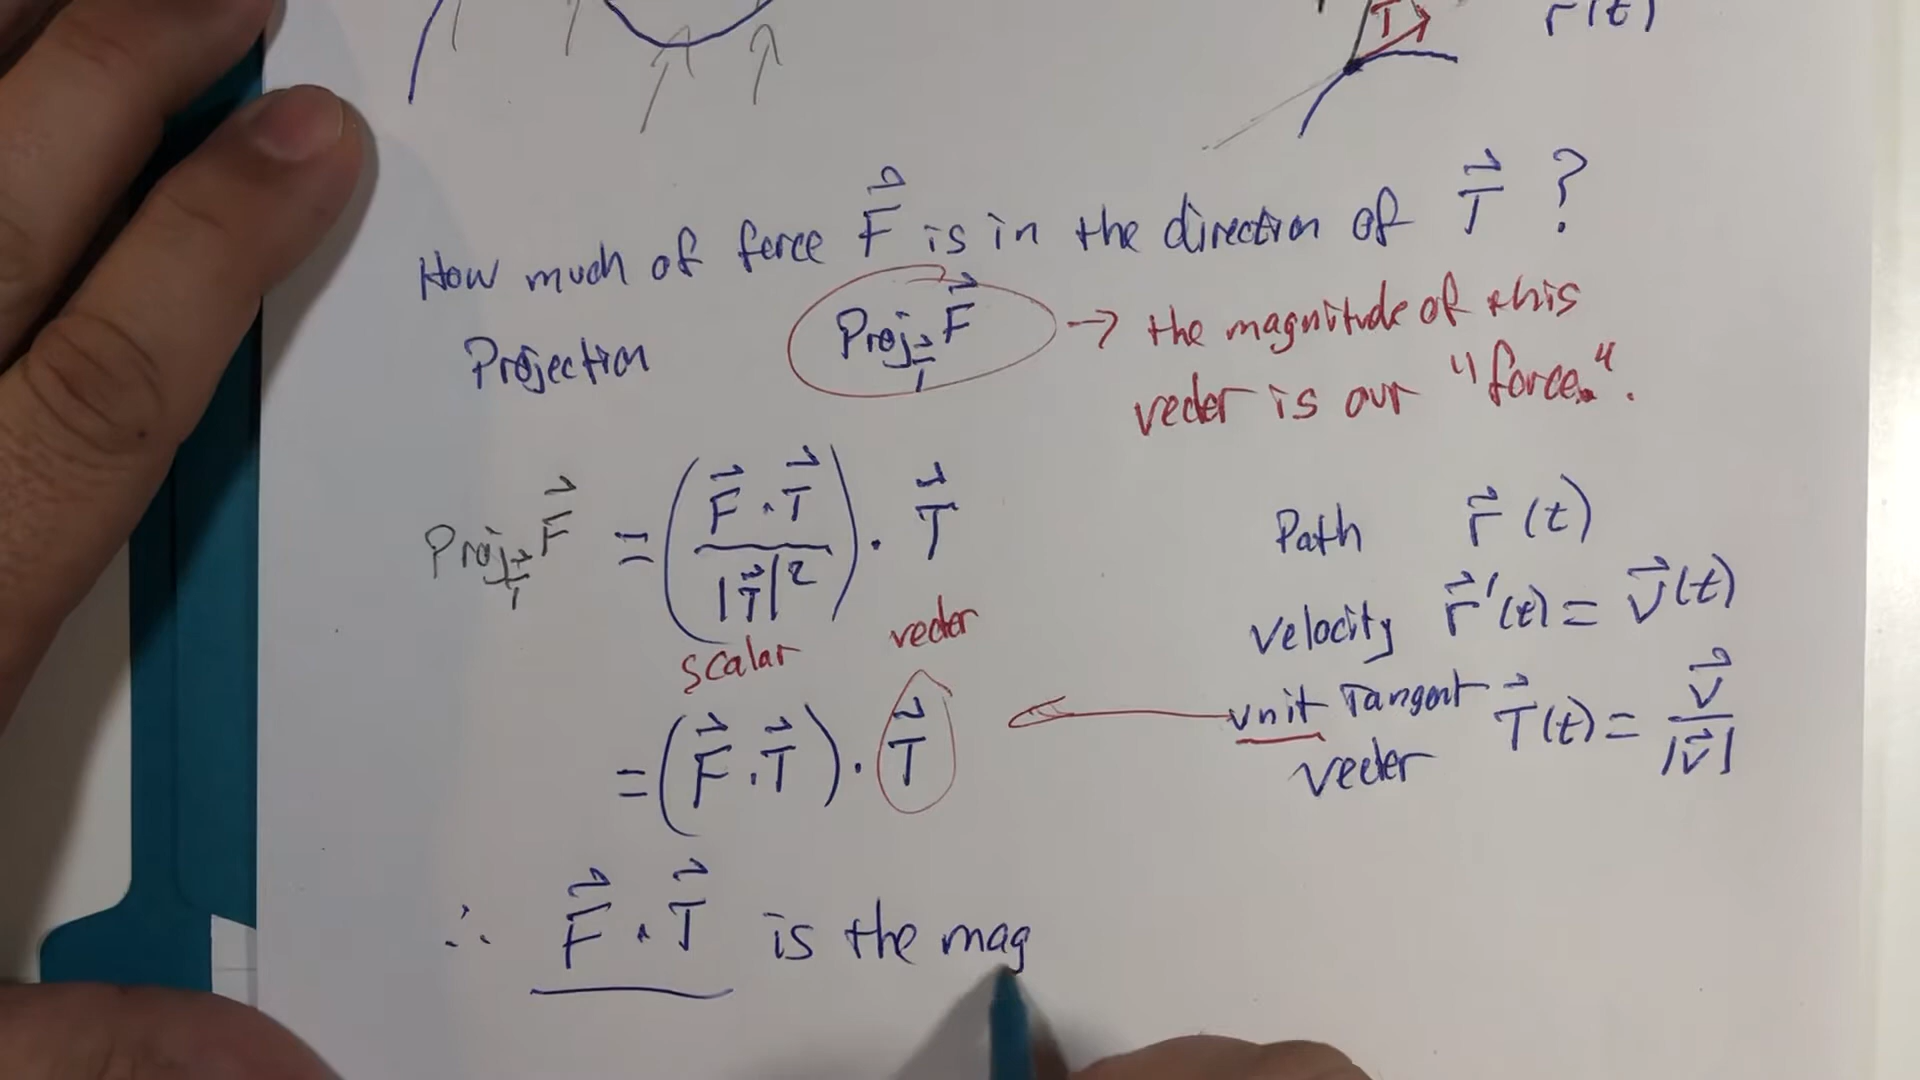 T⃗ r(t)
How much of force F⃗ is in the direction of T⃗ ?
Projection Proj_T⃗ F⃗ → the magnitude of this
vector is our "force".
Proj_T⃗ F⃗ = (F⃗ · T⃗ / |T⃗|²) · T⃗
scalar vector
= (F⃗ · T⃗) · T⃗
Path r⃗(t)
velocity r⃗'(t) = v⃗(t)
unit Tangent T⃗(t) = v⃗ / |v⃗|
vector
∴ F⃗ · T⃗ is the mag